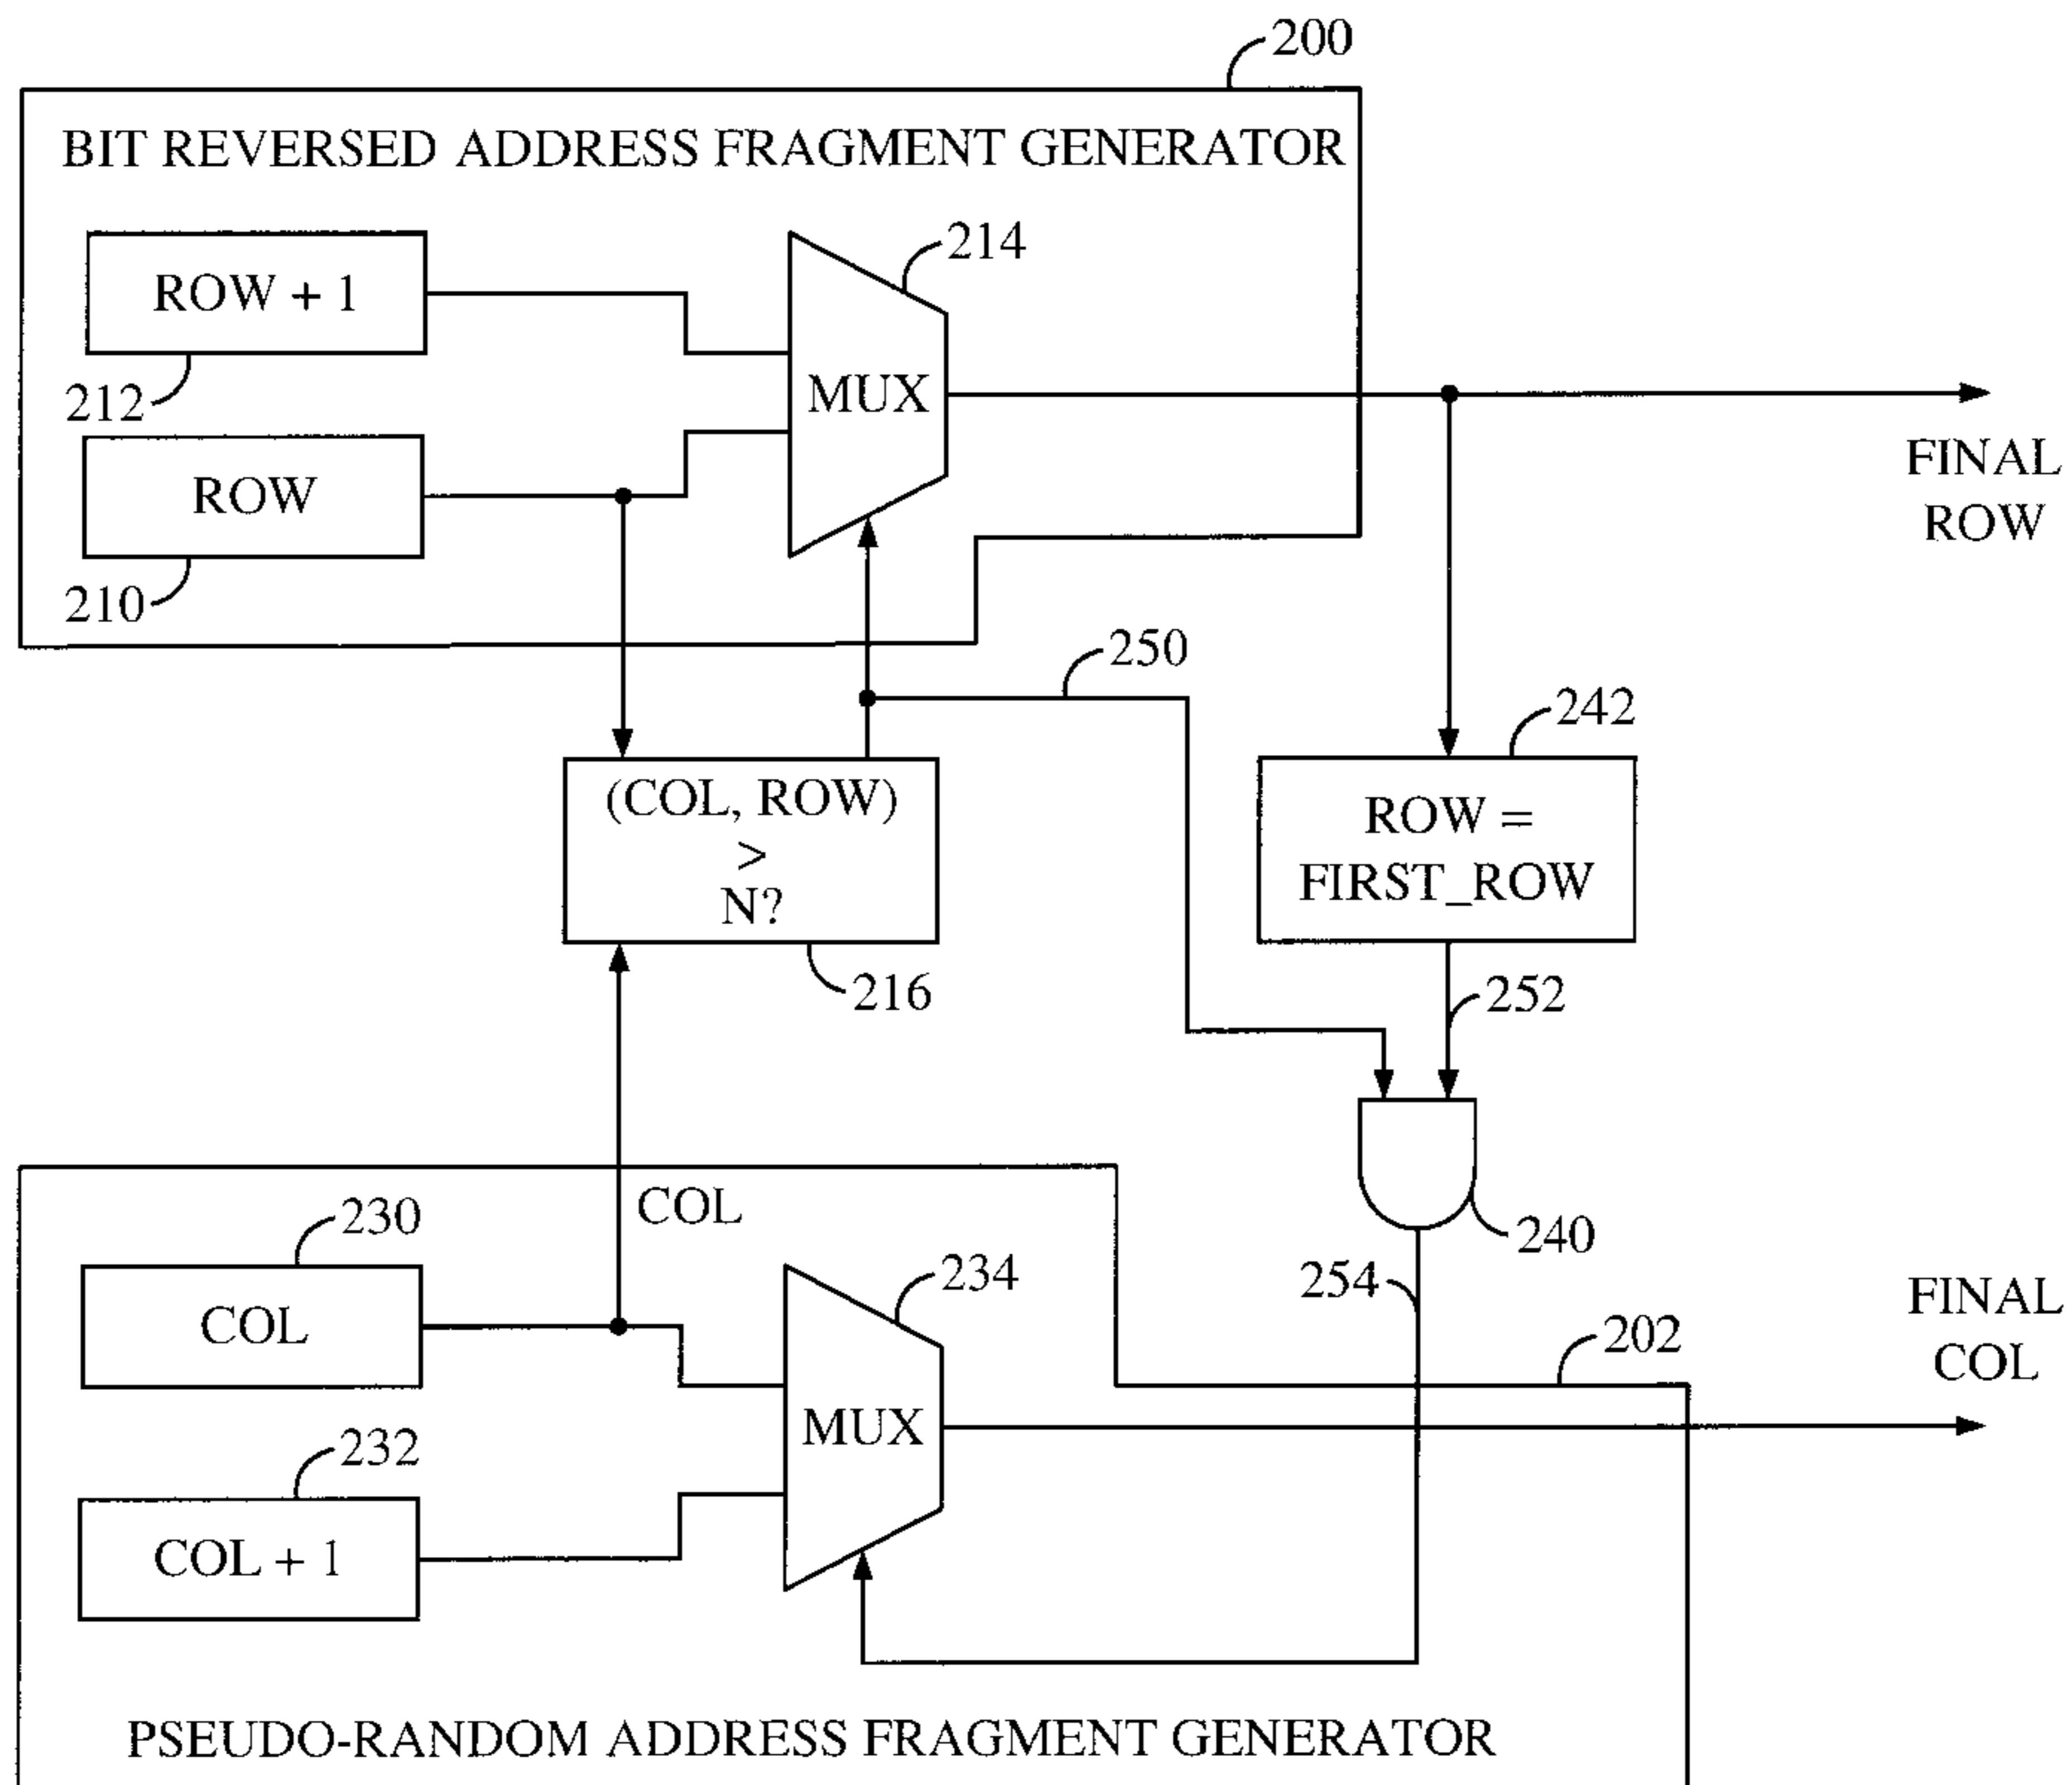 200
BIT REVERSED ADDRESS FRAGMENT GENERATOR
214
ROW + 1
212
MUX
ROW
210
FINAL
ROW
250
242
(COL, ROW)
>
N?
ROW =
FIRST_ROW
216
252
230
COL
240
COL
234
254
FINAL
COL
202
MUX
232
COL + 1
PSEUDO-RANDOM ADDRESS FRAGMENT GENERATOR